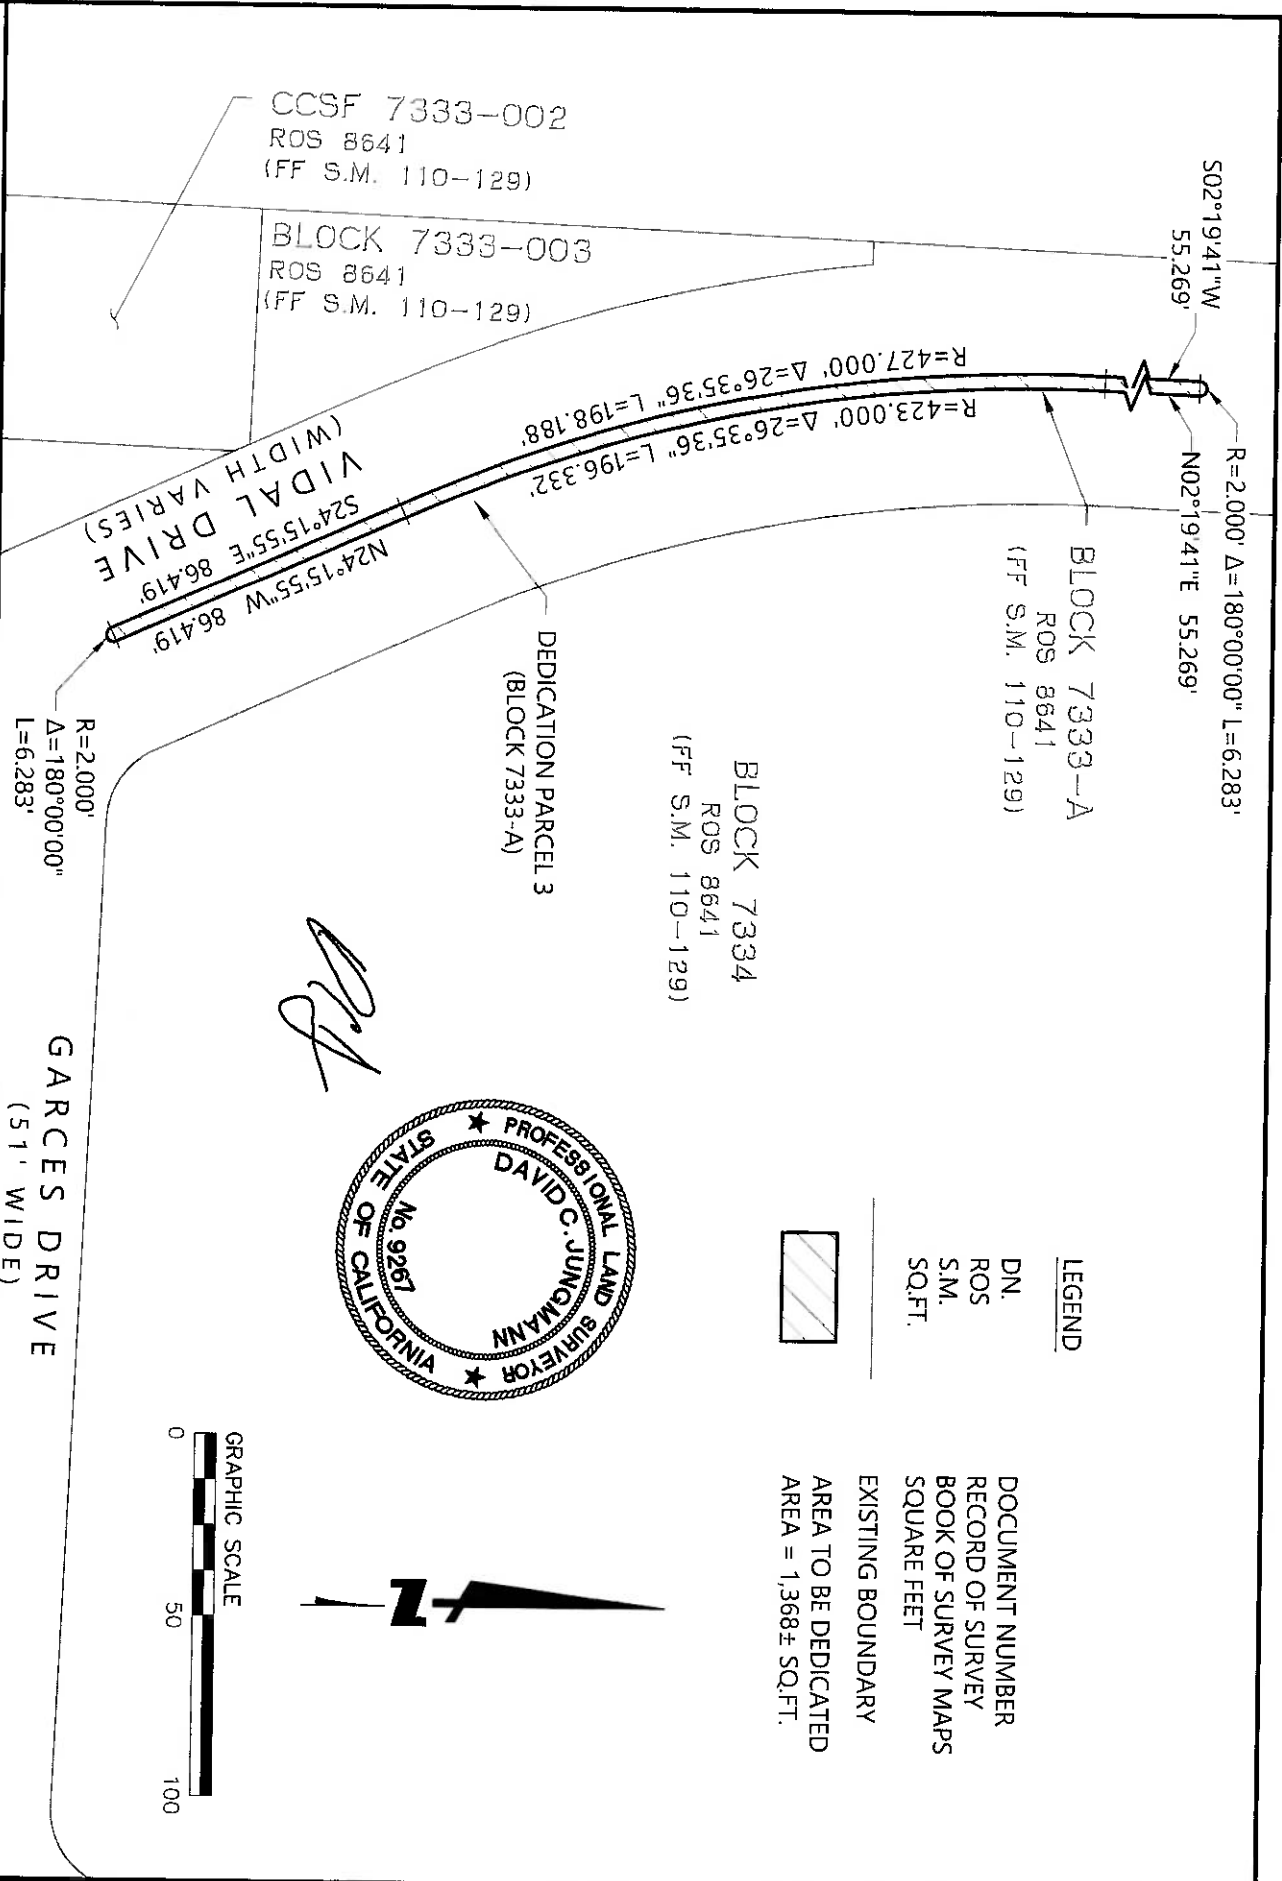 CCSF 7333-002
ROS 8641
(FF S.M. 110-129)
BLOCK 7333-003
ROS 8641
(FF S.M. 110-129)
S02°19'41"W
55.269'
R=2.000' Δ=180°00'00" L=6.283'
N02°19'41"E 55.269'
R=427.000' Δ=26°35'36" L=198.188'
R=423.000' Δ=26°35'36" L=196.332'
BLOCK 7333-A
ROS 8641
(FF S.M. 110-129)
VIDAL DRIVE
(WIDTH VARIES)
S24°15'55"E 86.419'
N24°15'55"W 86.419'
DEDICATION PARCEL 3
(BLOCK 7333-A)
BLOCK 7334
ROS 8641
(FF S.M. 110-129)
R=2.000'
Δ=180°00'00"
L=6.283'
GARCES DRIVE
(51' WIDE)
PROFESSIONAL LAND SURVEYOR
DAVID C. JUNGMANN
No. 9267
STATE OF CALIFORNIA
LEGEND
DN. DOCUMENT NUMBER
ROS RECORD OF SURVEY
S.M. BOOK OF SURVEY MAPS
SQ.FT. SQUARE FEET
EXISTING BOUNDARY
AREA TO BE DEDICATED
AREA = 1,368± SQ.FT.
N
GRAPHIC SCALE
0 50 100